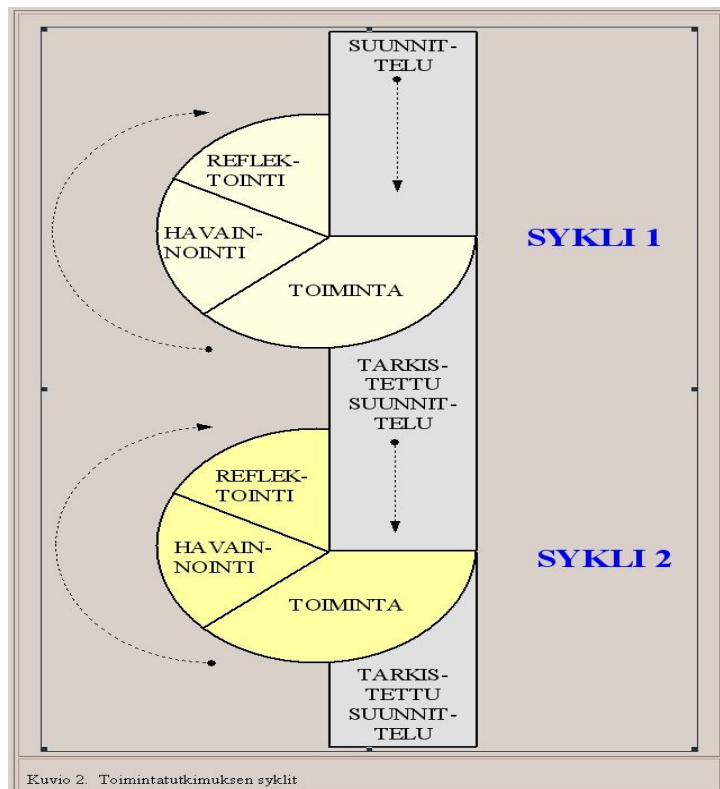 SUUNNIT-
TELU
REFLEK-
TOINTI
HAVAIN-
NOINTI
TOIMINTA
SYKLI 1
TARKIS-
TETTU
SUUNNIT-
TELU
REFLEK-
TOINTI
HAVAIN-
NOINTI
TOIMINTA
SYKLI 2
TARKIS-
TETTU
SUUNNIT-
TELU
Kuvio 2. Toimintatutkimuksen syklit